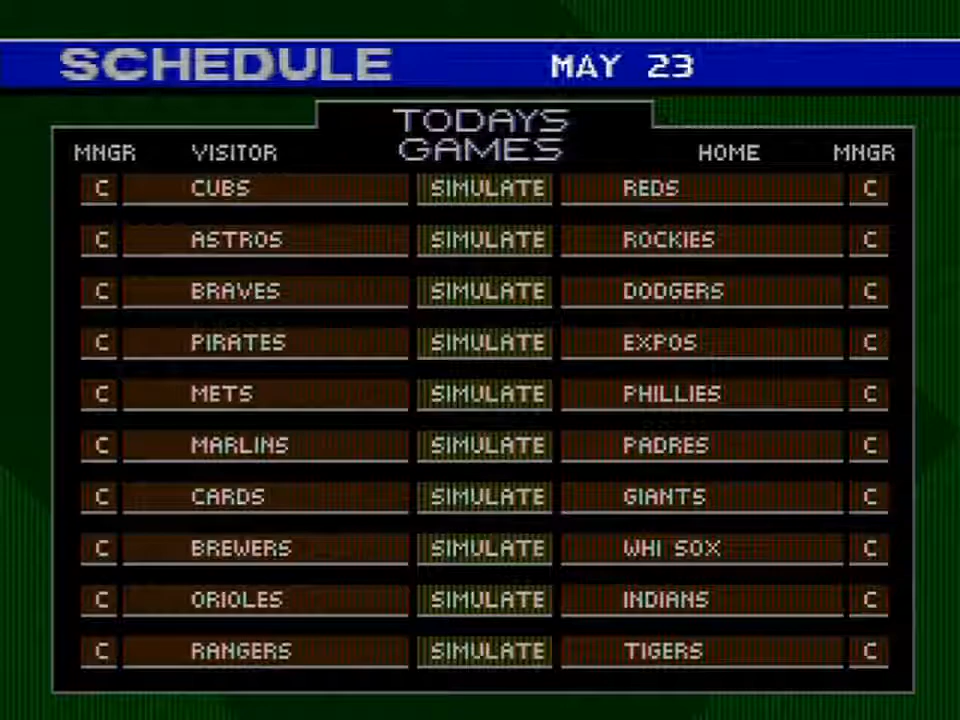 SCHEDULE MAY 23
TODAYS
GAMES
MNGR VISITOR HOME MNGR
C CUBS SIMULATE REDS C
C ASTROS SIMULATE ROCKIES C
C BRAVES SIMULATE DODGERS C
C PIRATES SIMULATE EXPOS C
C METS SIMULATE PHILLIES C
C MARLINS SIMULATE PADRES C
C CARDS SIMULATE GIANTS C
C BREWERS SIMULATE WHI SOX C
C ORIOLES SIMULATE INDIANS C
C RANGERS SIMULATE TIGERS C